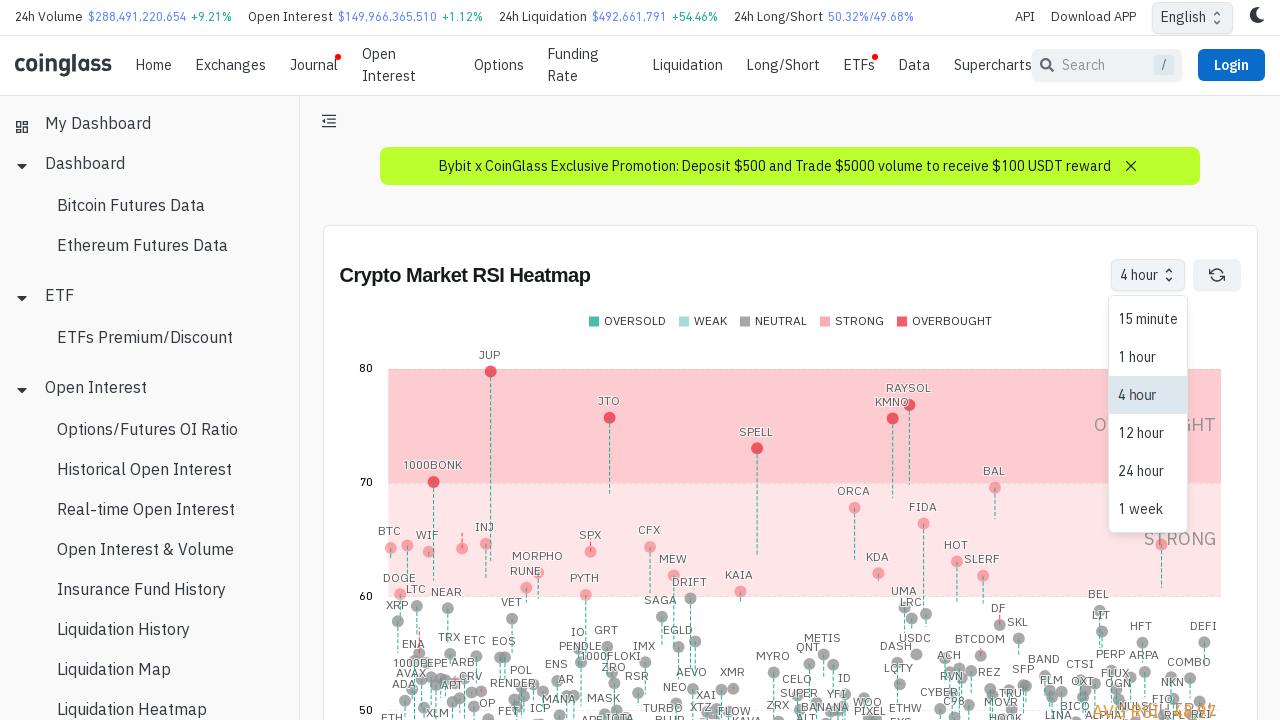 24h Volume $288,491,220,654 +9.21% Open Interest $149,966,365,510 +1.12% 24h Liquidation $492,661,791 +54.46% 24h Long/Short 50.32%/49.68% API Download APP English
coinglass Home Exchanges Journal Open Interest Options Funding Rate Liquidation Long/Short ETFs Data Supercharts Search / Login
My Dashboard
Dashboard
Bitcoin Futures Data
Ethereum Futures Data
ETF
ETFs Premium/Discount
Open Interest
Options/Futures OI Ratio
Historical Open Interest
Real-time Open Interest
Open Interest & Volume
Insurance Fund History
Liquidation History
Liquidation Map
Liquidation Heatmap
Bybit x CoinGlass Exclusive Promotion: Deposit $500 and Trade $5000 volume to receive $100 USDT reward
Crypto Market RSI Heatmap
4 hour
15 minute
1 hour
4 hour
12 hour
24 hour
1 week
OVERSOLD WEAK NEUTRAL STRONG OVERBOUGHT
80
JUP
RAYSOL
JTO
KMNO
SPELL
1000BONK
BAL
70
ORCA
FIDA
STRONG
BTC
WIF
INJ
SPX
CFX
HOT
MORPHO
RUNE
MEW
KDA
SLERF
DOGE
PYTH
KAIA
DRIFT
LTC
NEAR
UMA
BEL
60
XRP
VET
SAGA
LRC
DF
LIT
SKL
HFT
DEFI
ENA
TRX
ETC
EOS
IO
GRT
EGLD
METIS
USDC
BTCDOM
PENDLE
IMX
QNT
DASH
1000PEPE
ARB
ENS
1000FLOKI
MYRO
ACH
BAND
CTSI
PERP
ARPA
COMBO
AVAX
CRV
POL
AR
ZRO
RSR
AEVO
XMR
CELO
ID
LQTY
RVN
REZ
SFP
FLM
FLUX
ADA
APT
RENDER
MANA
MASK
NEO
XAI
SUPER
YFI
WOO
CYBER
C98
TRU
OXT
OGN
NKN
ETH
XLM
OP
FET
ICP
APE
IOTA
TURBO
XTZ
FLOW
ZRX
BANANA
PIXEL
ETHW
MOVR
BICO
50
BLUR
KAVA
HOOK
LINA
ALPHA